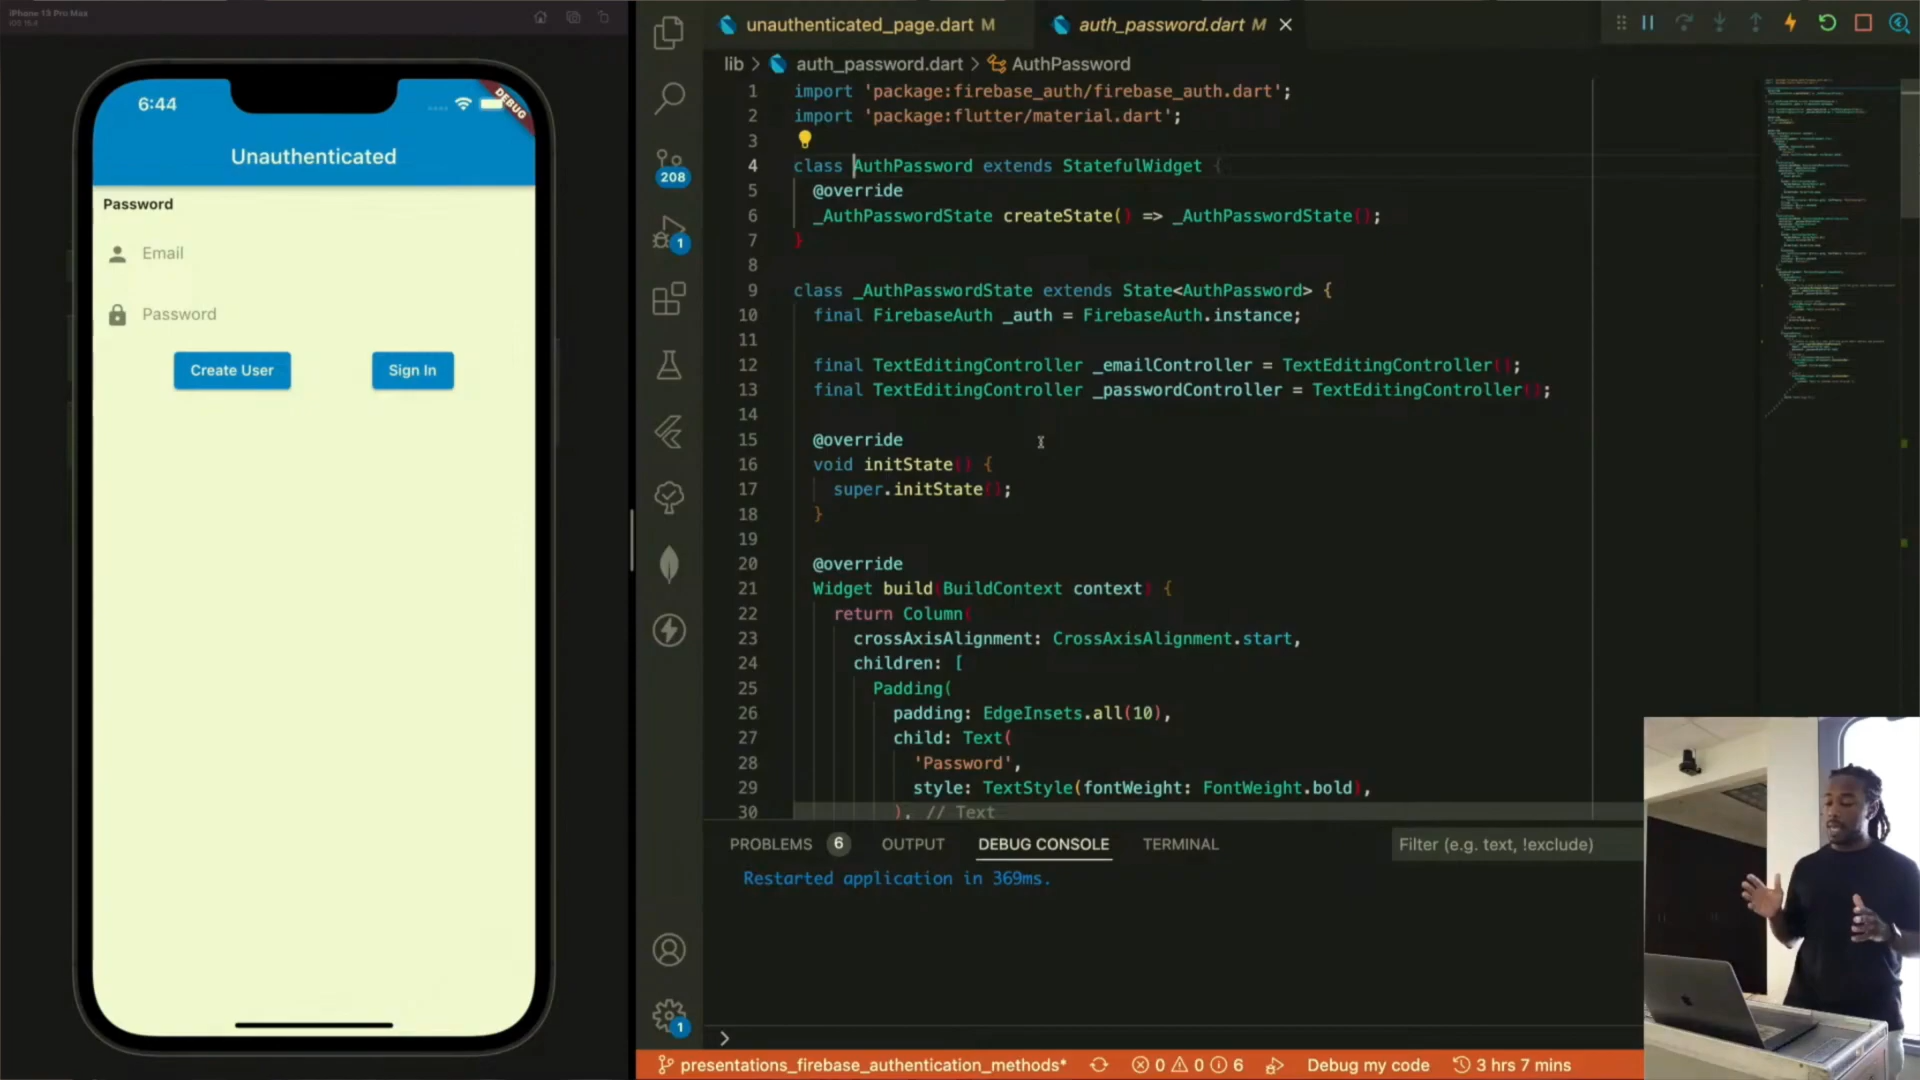 iPhone 13 Pro Max
iOS 15.4
6:44
DEBUG
Unauthenticated
Password
Email
Password
Create User
Sign In
unauthenticated_page.dart M
auth_password.dart M
lib > auth_password.dart > AuthPassword
1 import 'package:firebase_auth/firebase_auth.dart';
2 import 'package:flutter/material.dart';
3
4 class AuthPassword extends StatefulWidget {
5 @override
6 _AuthPasswordState createState() => _AuthPasswordState();
7 }
8
9 class _AuthPasswordState extends State<AuthPassword> {
10 final FirebaseAuth _auth = FirebaseAuth.instance;
11
12 final TextEditingController _emailController = TextEditingController();
13 final TextEditingController _passwordController = TextEditingController();
14
15 @override
16 void initState() {
17 super.initState();
18 }
19
20 @override
21 Widget build(BuildContext context) {
22 return Column(
23 crossAxisAlignment: CrossAxisAlignment.start,
24 children: [
25 Padding(
26 padding: EdgeInsets.all(10),
27 child: Text(
28 'Password',
29 style: TextStyle(fontWeight: FontWeight.bold),
30 ), // Text
208
1
1
PROBLEMS 6 OUTPUT DEBUG CONSOLE TERMINAL
Filter (e.g. text, !exclude)
Restarted application in 369ms.
>
presentations_firebase_authentication_methods* 0 0 6 Debug my code 3 hrs 7 mins